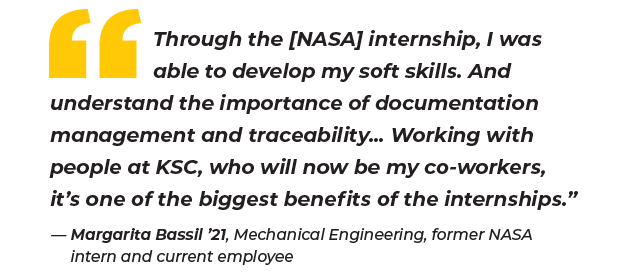 “Through the [NASA] internship, I was
able to develop my soft skills. And
understand the importance of documentation
management and traceability... Working with
people at KSC, who will now be my co-workers,
it’s one of the biggest benefits of the internships.”
— Margarita Bassil ’21, Mechanical Engineering, former NASA
intern and current employee